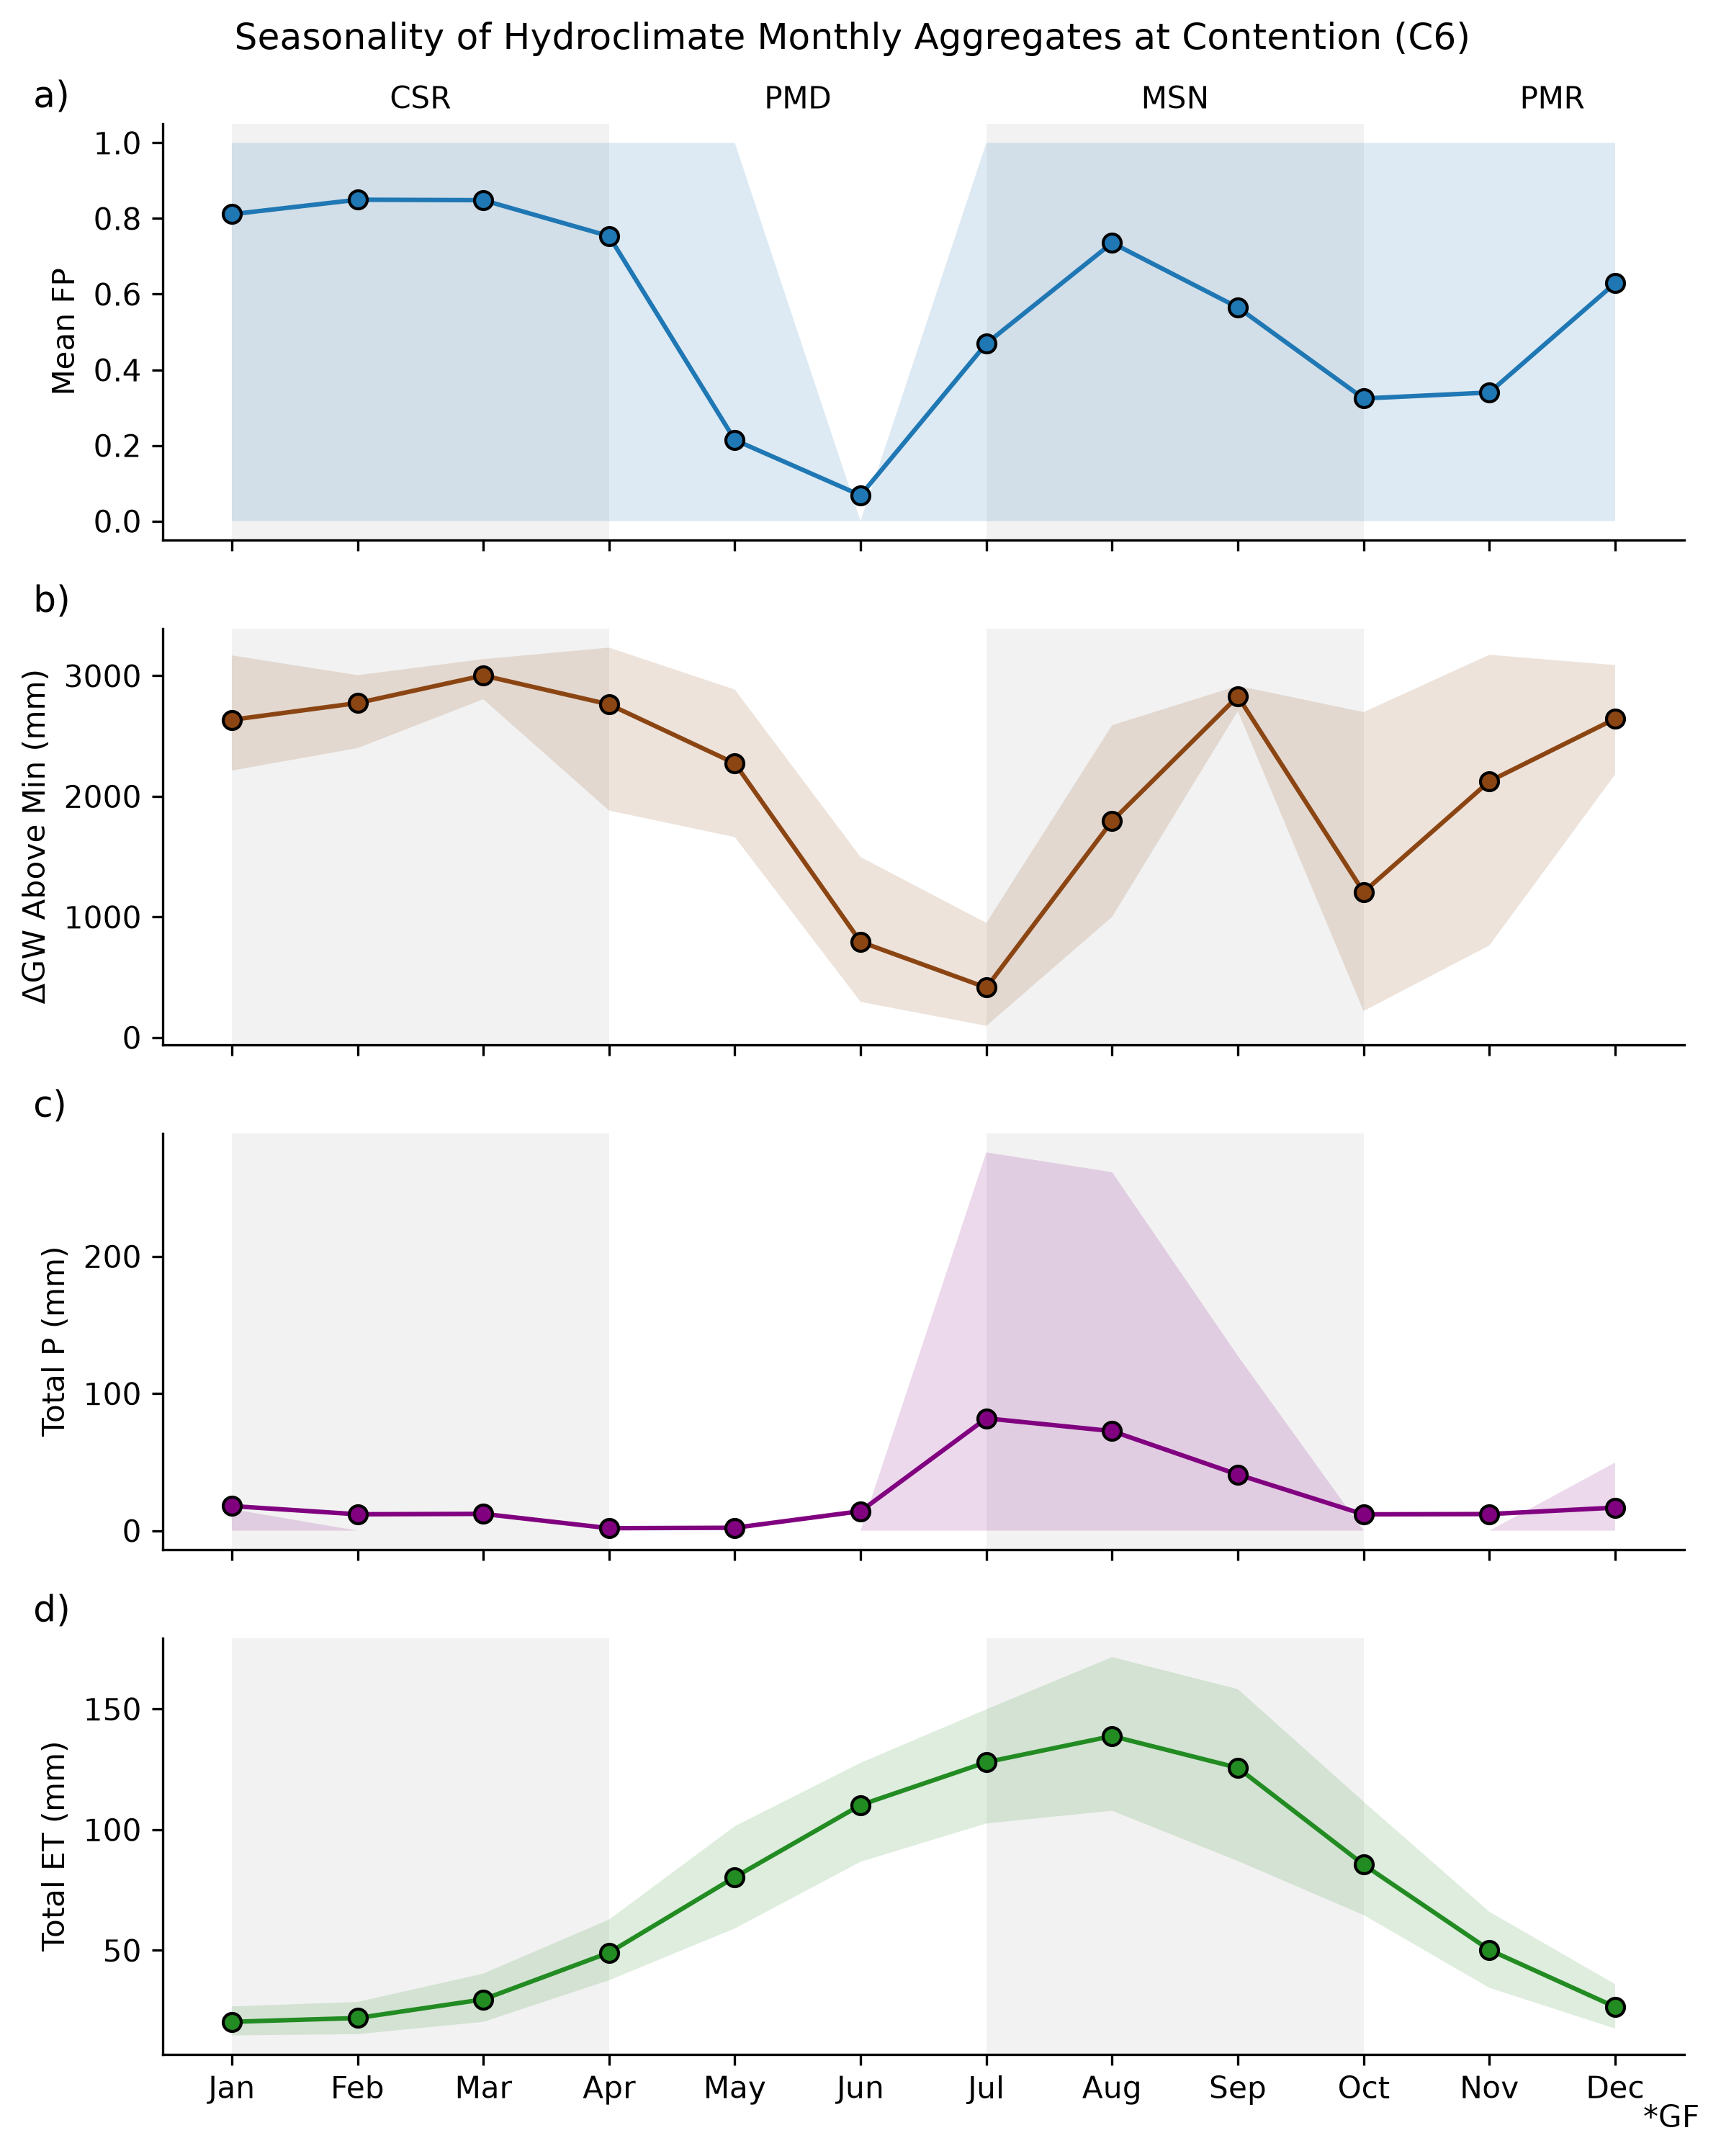 Seasonality of Hydroclimate Monthly Aggregates at Contention (C6)
a)
CSR PMD MSN PMR
Mean FP
1.0
0.8
0.6
0.4
0.2
0.0
b)
ΔGW Above Min (mm)
3000
2000
1000
0
c)
Total P (mm)
200
100
0
d)
Total ET (mm)
150
100
50
Jan Feb Mar Apr May Jun Jul Aug Sep Oct Nov Dec
*GF